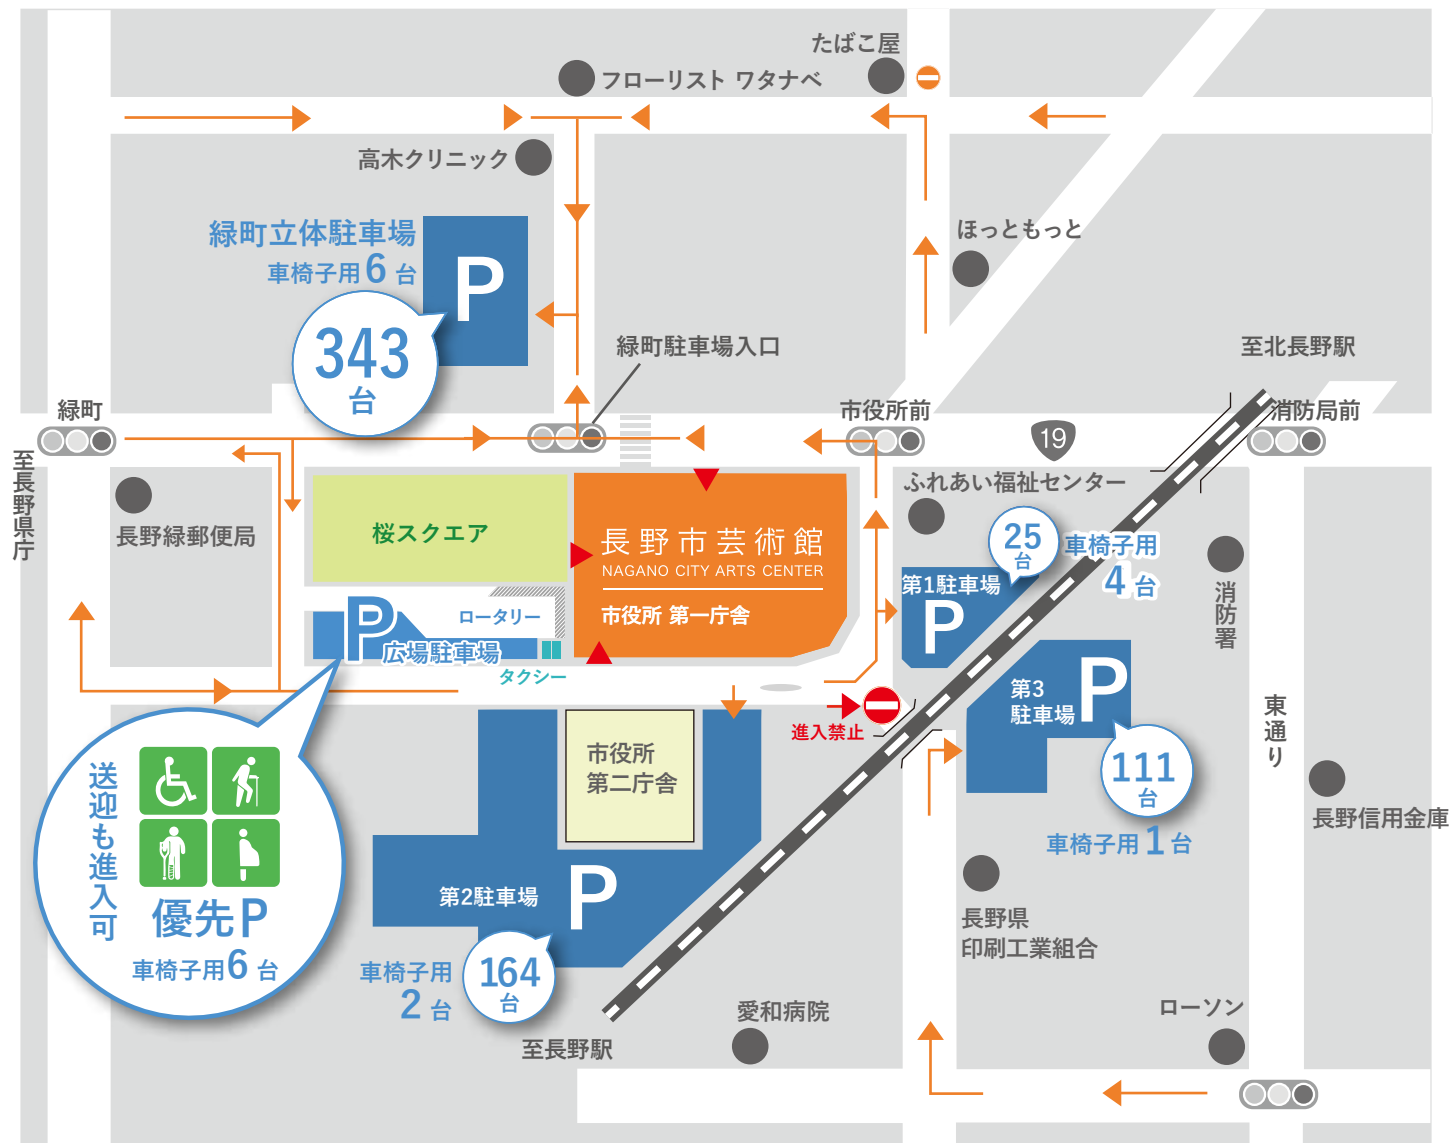 たばこ屋
フローリスト ワタナベ
高木クリニック
緑町立体駐車場
車椅子用6台
P
343
台
ほっともっと
緑町駐車場入口
至北長野駅
緑町
市役所前
消防局前
19
至長野県庁
長野緑郵便局
桜スクエア
長野市芸術館
NAGANO CITY ARTS CENTER
市役所 第一庁舎
ふれあい福祉センター
25
台
車椅子用
4台
第1駐車場
P
消防署
ロータリー
P
広場駐車場
タクシー
第3
駐車場
P
111
台
車椅子用1台
進入禁止
東通り
市役所
第二庁舎
送迎も進入可
優先P
車椅子用6台
第2駐車場
P
164
台
車椅子用
2台
長野信用金庫
長野県
印刷工業組合
愛和病院
ローソン
至長野駅